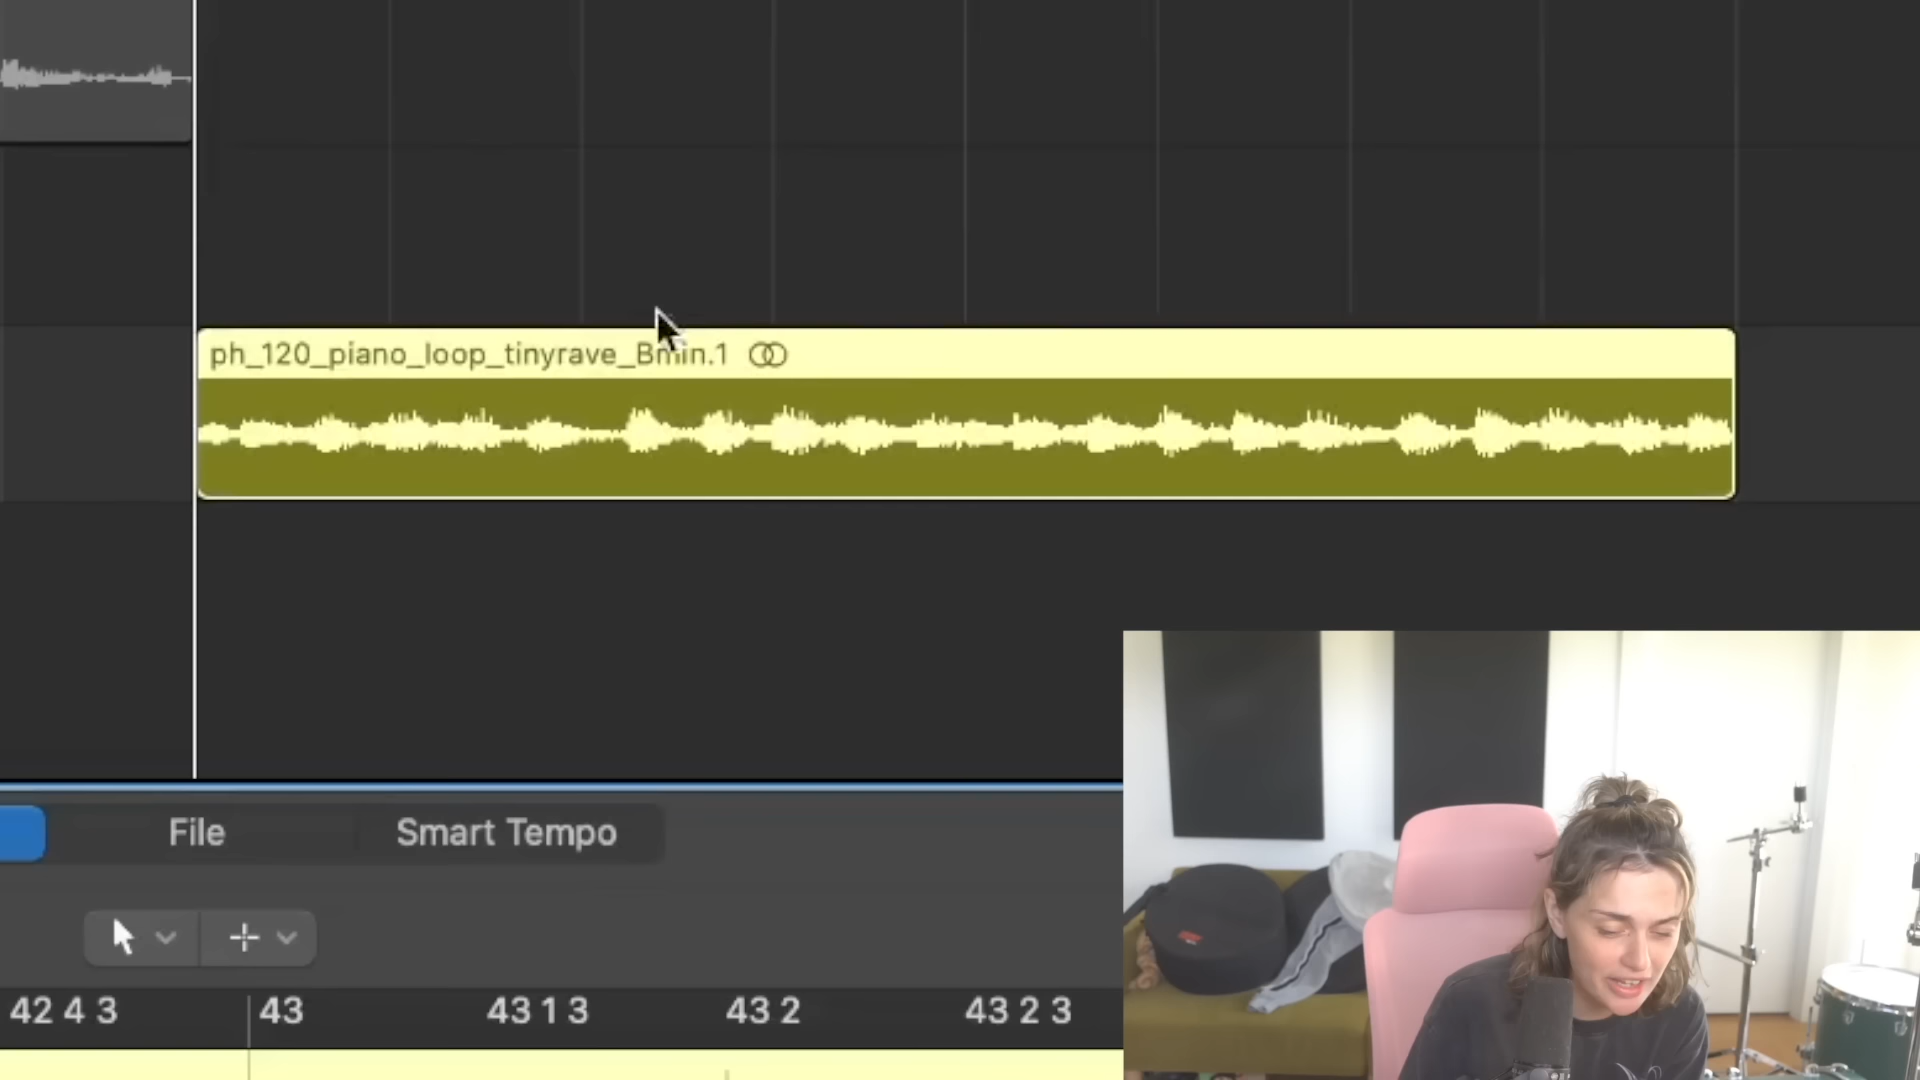 ph_120_piano_loop_tinyrave_Bmin.1
File Smart Tempo
42 4 3 43 43 1 3 43 2 43 2 3